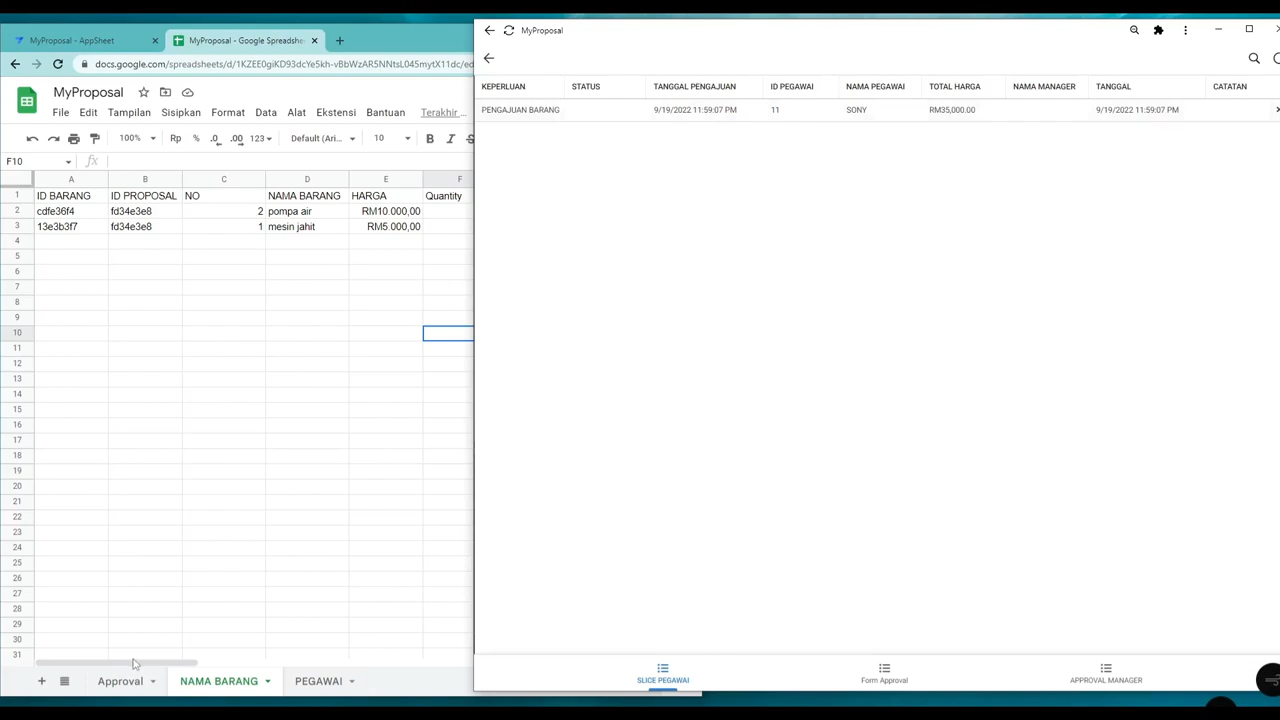 MyProposal - AppSheet
MyProposal - Google Spreadshe
MyProposal
docs.google.com/spreadsheets/d/1KZEE0giKD93dcYe5kh-vBbWzAR5NNtsL045mytX11dc/ed
MyProposal
File Edit Tampilan Sisipkan Format Data Alat Ekstensi Bantuan Terakhir ...
100% Rp % .0 .00 123 Default (Ari... 10 B I S
F10 fx
A B C D E F
1 ID BARANG ID PROPOSAL NO NAMA BARANG HARGA Quantity
2 cdfe36f4 fd34e3e8 2 pompa air RM10.000,00
3 13e3b3f7 fd34e3e8 1 mesin jahit RM5.000,00
4
5
6
7
8
9
10
11
12
13
14
15
16
17
18
19
20
21
22
23
24
25
26
27
28
29
30
31
Approval NAMA BARANG PEGAWAI
KEPERLUAN STATUS TANGGAL PENGAJUAN ID PEGAWAI NAMA PEGAWAI TOTAL HARGA NAMA MANAGER TANGGAL CATATAN
PENGAJUAN BARANG 9/19/2022 11:59:07 PM 11 SONY RM35,000.00 9/19/2022 11:59:07 PM
SLICE PEGAWAI Form Approval APPROVAL MANAGER